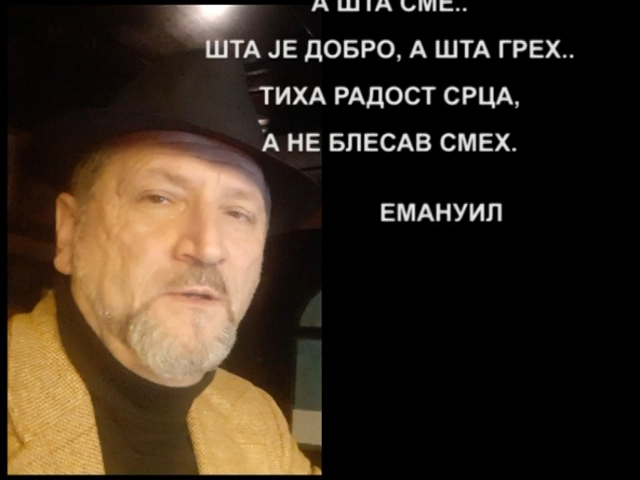 А ШТА СМЕ..
ШТА ЈЕ ДОБРО, А ШТА ГРЕХ..
ТИХА РАДОСТ СРЦА,
А НЕ БЛЕСАВ СМЕХ.
ЕМАНУИЛ